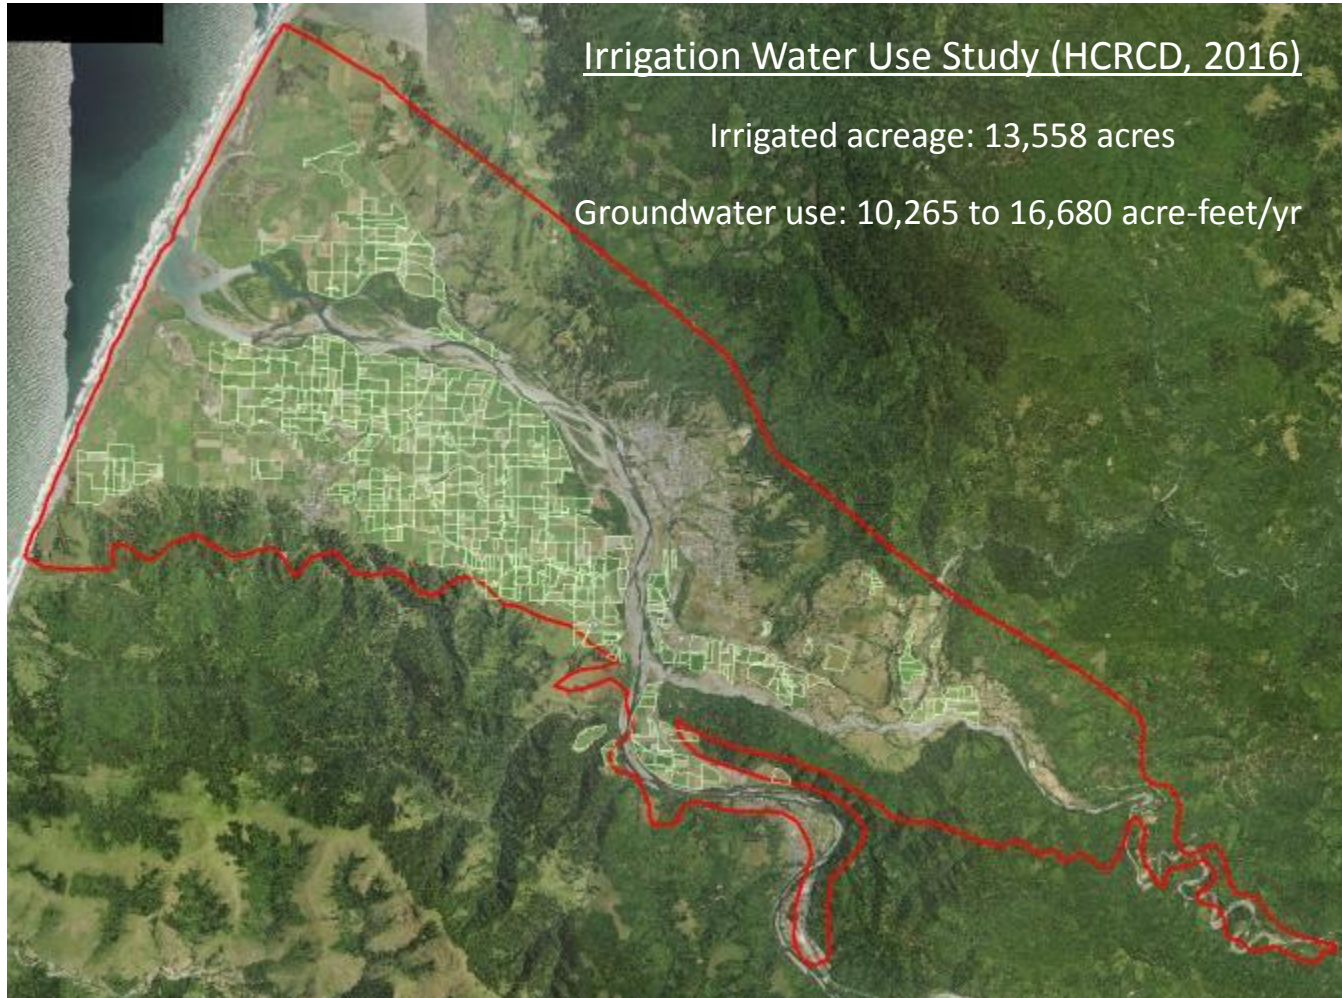 Irrigation Water Use Study (HCRCD, 2016)
Irrigated acreage: 13,558 acres
Groundwater use: 10,265 to 16,680 acre-feet/yr